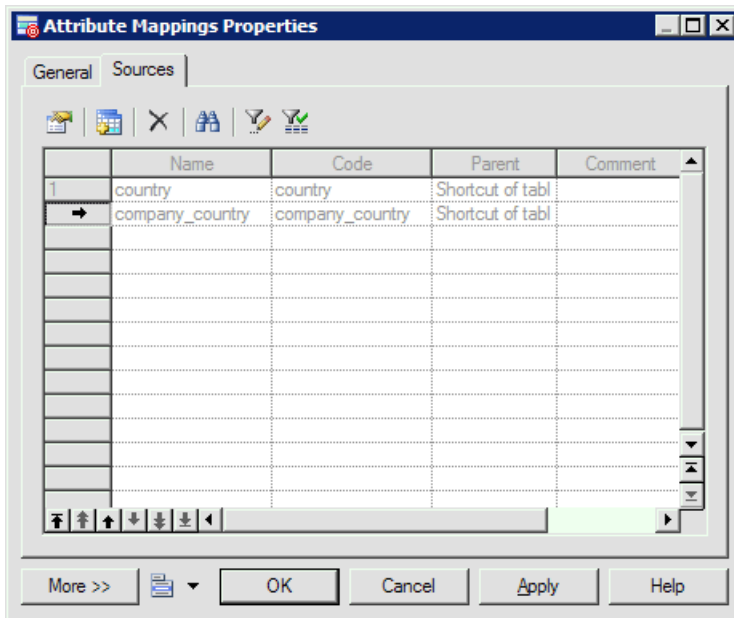 Attribute Mappings Properties
General Sources
Name Code Parent Comment
1 country country Shortcut of tabl
company_country company_country Shortcut of tabl
More >> OK Cancel Apply Help